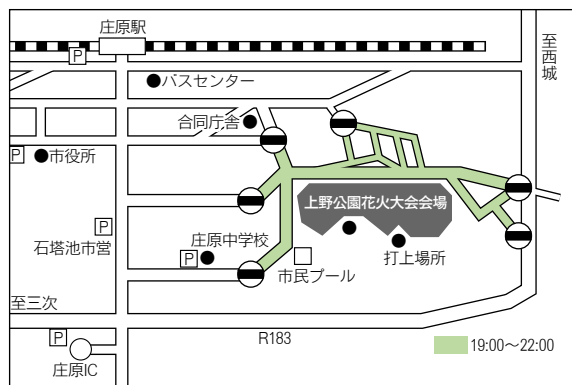 庄原駅
P
至西城
バスセンター
合同庁舎
P
市役所
上野公園花火大会会場
P
石塔池市営
庄原中学校
P
打上場所
市民プール
至三次
R183
P
19:00～22:00
庄原IC